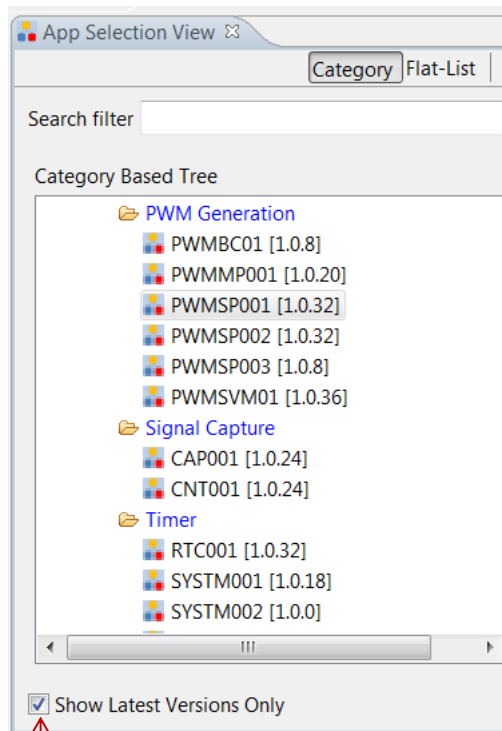 App Selection View
Category Flat-List
Search filter
Category Based Tree
PWM Generation
PWMBC01 [1.0.8]
PWMMP001 [1.0.20]
PWMSP001 [1.0.32]
PWMSP002 [1.0.32]
PWMSP003 [1.0.8]
PWMSVM01 [1.0.36]
Signal Capture
CAP001 [1.0.24]
CNT001 [1.0.24]
Timer
RTC001 [1.0.32]
SYSTM001 [1.0.18]
SYSTM002 [1.0.0]
Show Latest Versions Only